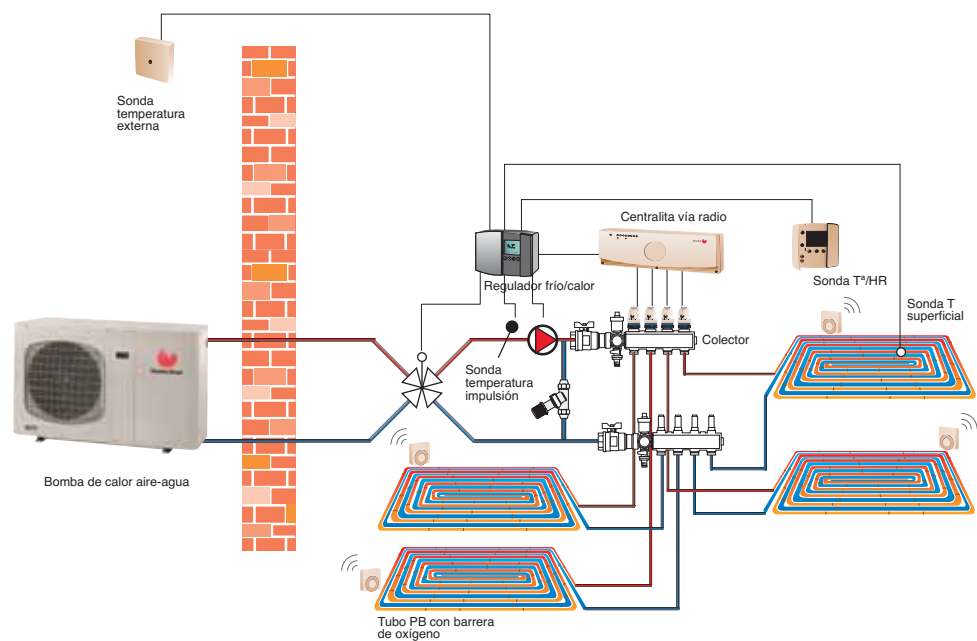 Sonda
temperatura
externa
Centralita vía radio
Regulador frío/calor
Sonda Tª/HR
Sonda T
superficial
Colector
Sonda
temperatura
impulsión
Bomba de calor aire-agua
Tubo PB con barrera
de oxígeno